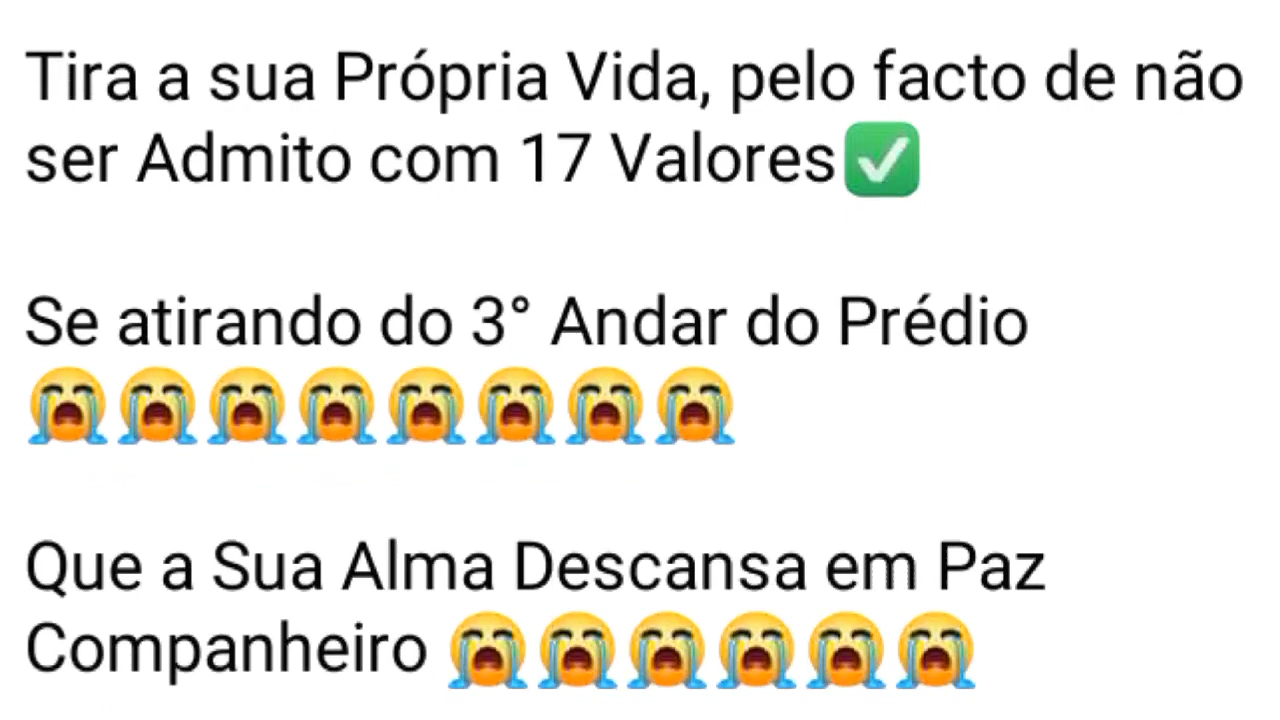 Tira a sua Própria Vida, pelo facto de não
ser Admito com 17 Valores✅
Se atirando do 3° Andar do Prédio
😭😭😭😭😭😭😭😭
Que a Sua Alma Descansa em Paz
Companheiro 😭😭😭😭😭😭